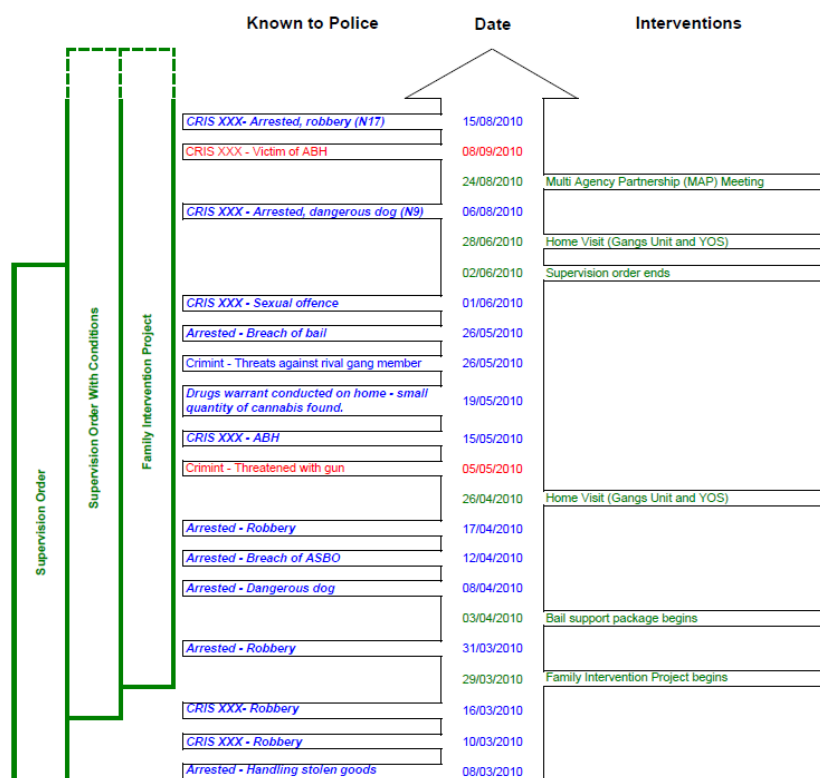 Known to Police Date Interventions
CRIS XXX- Arrested, robbery (N17) 15/08/2010
CRIS XXX - Victim of ABH 08/09/2010
24/08/2010 Multi Agency Partnership (MAP) Meeting
CRIS XXX - Arrested, dangerous dog (N9) 06/08/2010
28/06/2010 Home Visit (Gangs Unit and YOS)
02/06/2010 Supervision order ends
CRIS XXX - Sexual offence 01/06/2010
Arrested - Breach of bail 26/05/2010
Crimint - Threats against rival gang member 26/05/2010
Drugs warrant conducted on home - small
quantity of cannabis found. 19/05/2010
CRIS XXX - ABH 15/05/2010
Crimint - Threatened with gun 05/05/2010
26/04/2010 Home Visit (Gangs Unit and YOS)
Arrested - Robbery 17/04/2010
Arrested - Breach of ASBO 12/04/2010
Arrested - Dangerous dog 08/04/2010
03/04/2010 Bail support package begins
Arrested - Robbery 31/03/2010
29/03/2010 Family Intervention Project begins
CRIS XXX- Robbery 16/03/2010
CRIS XXX - Robbery 10/03/2010
Arrested - Handling stolen goods 08/03/2010
Supervision Order
Supervision Order With Conditions
Family Intervention Project